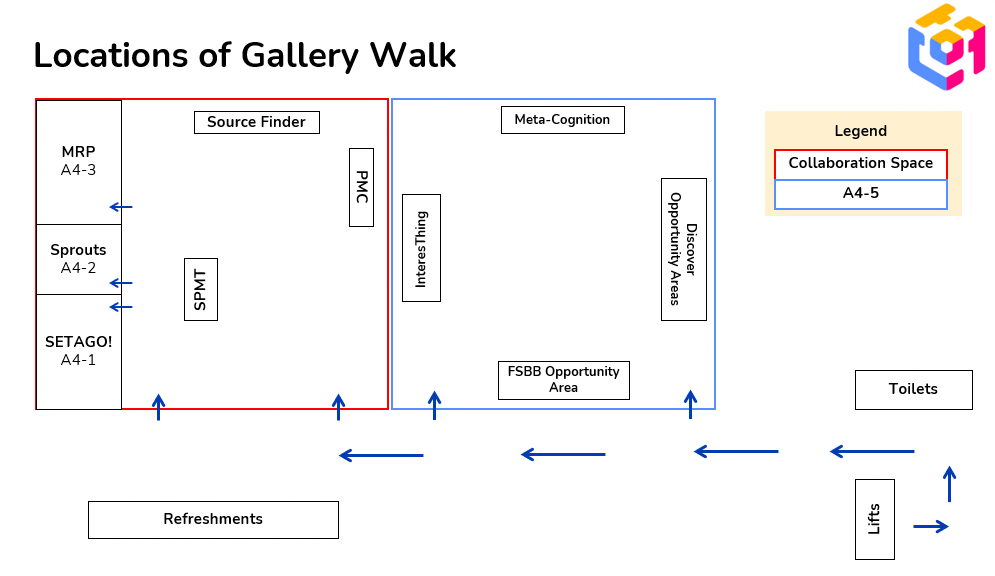 Locations of Gallery Walk
MRP
A4-3
Sprouts
A4-2
SETAGO!
A4-1
Source Finder
PMC
SPMT
Meta-Cognition
InteresThing
Discover
Opportunity Areas
FSBB Opportunity
Area
Legend
Collaboration Space
A4-5
Toilets
Lifts
Refreshments